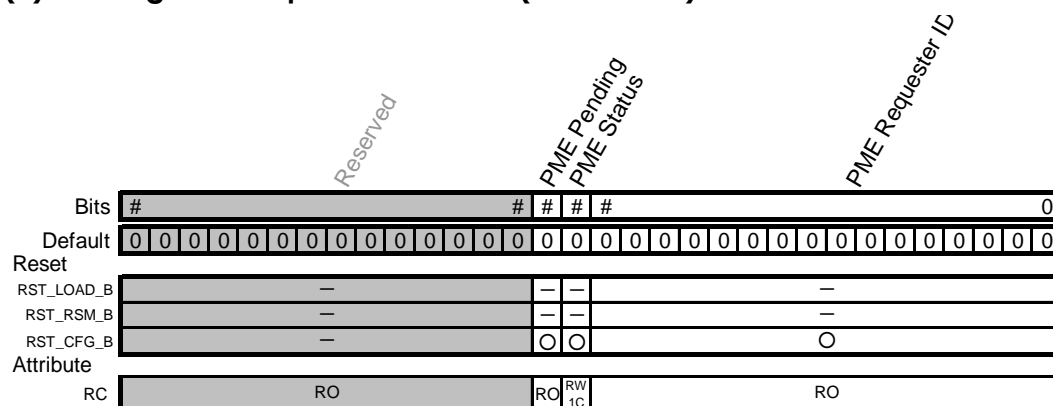 Reserved
PME Pending
PME Status
PME Requester ID
Bits # # # # # 0
Default 0 0 0 0 0 0 0 0 0 0 0 0 0 0 0 0 0 0 0 0 0 0 0 0 0 0 0 0 0 0 0 0
Reset
RST_LOAD_B – – – –
RST_RSM_B – – – –
RST_CFG_B – O O O
Attribute
RC RO RO RW 1C RO